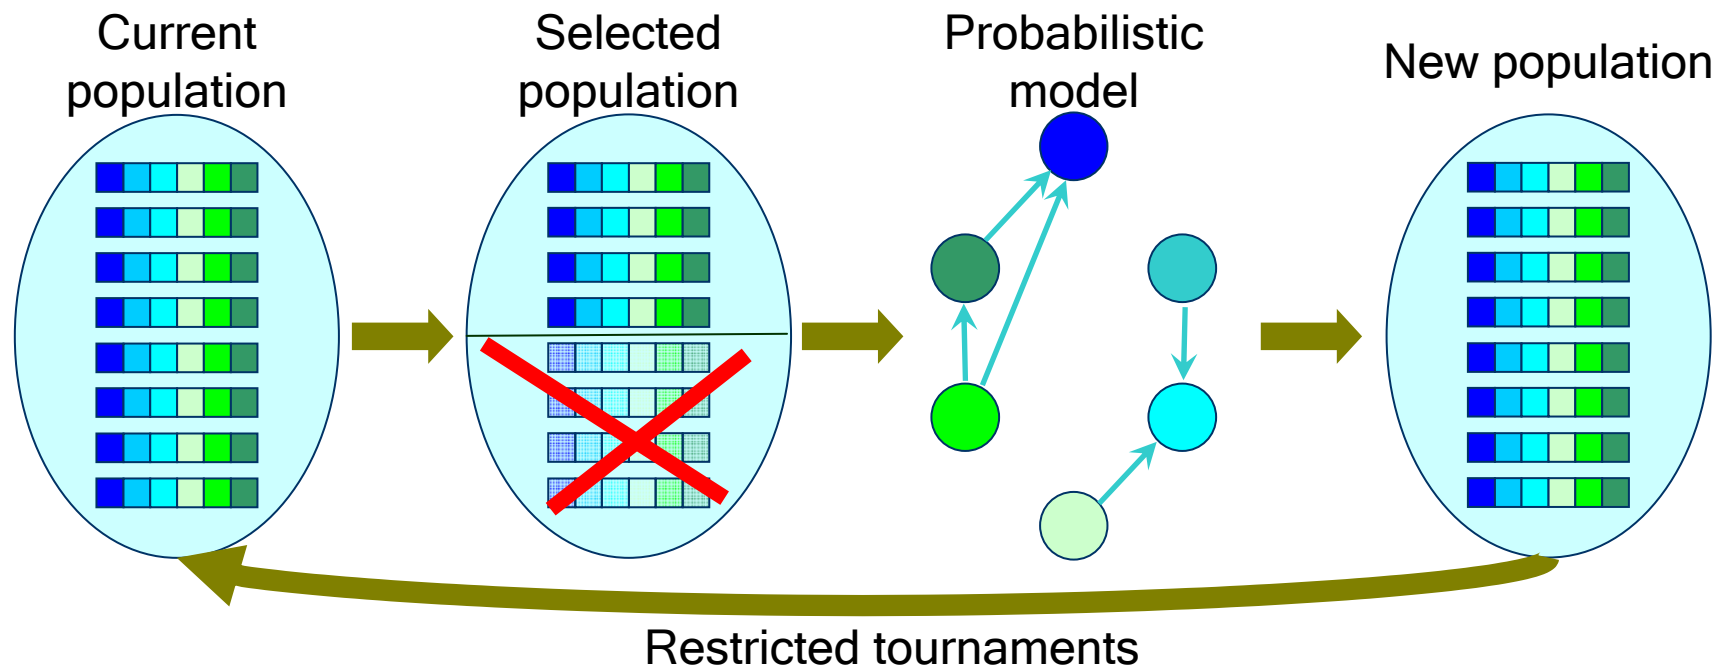 Current
population
Selected
population
Probabilistic
model
New population
Restricted tournaments